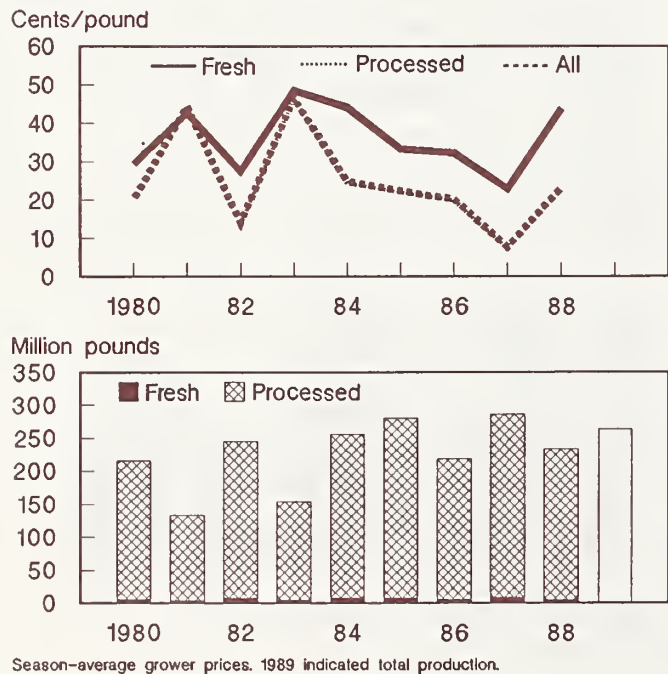 Cents/pound
60
Fresh Processed All
50
40
30
20
10
0
1980 82 84 86 88
Million pounds
350
Fresh Processed
300
250
200
150
100
50
0
1980 82 84 86 88
Season-average grower prices. 1989 indicated total production.